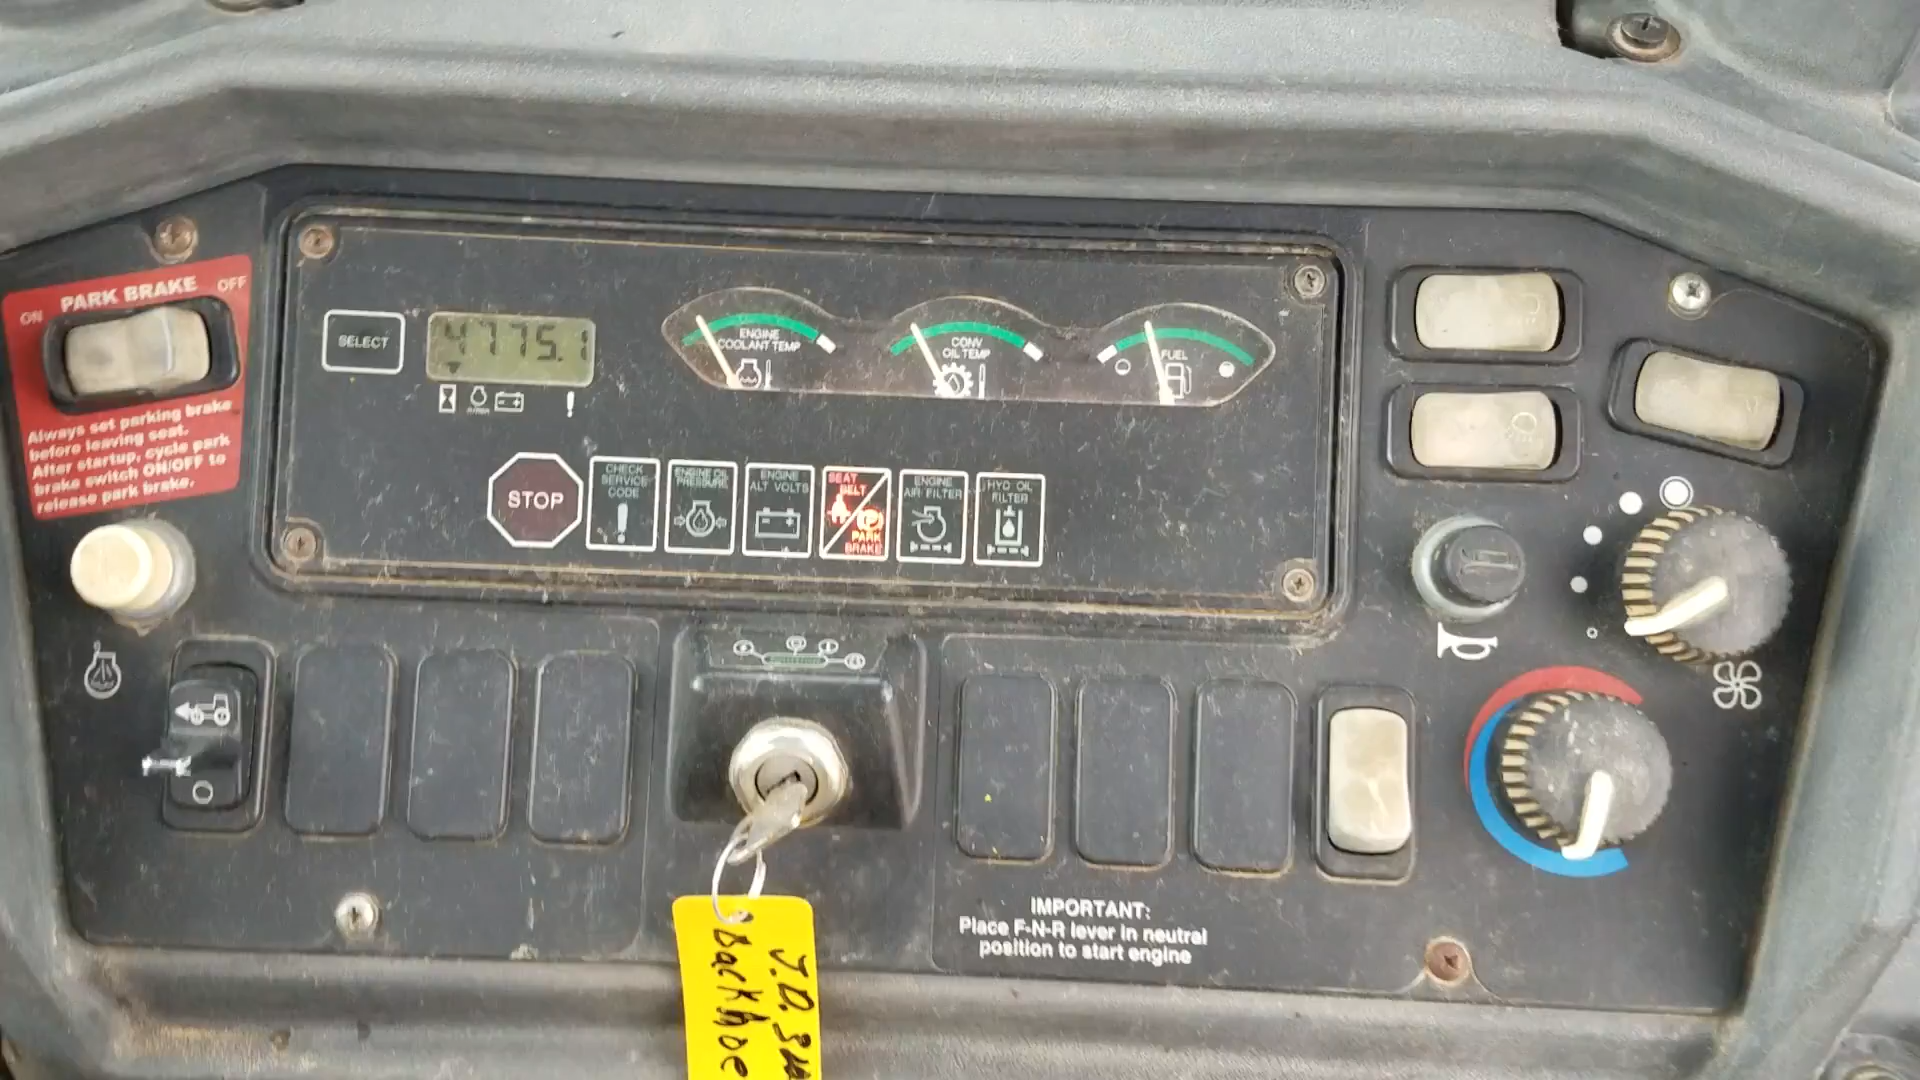 PARK BRAKE
ON
OFF
Always set parking brake
before leaving seat.
After startup, cycle park
brake switch ON/OFF to
release park brake.
SELECT
4775.1
ENGINE
COOLANT TEMP
CONV
OIL TEMP
FUEL
STOP
CHECK
SERVICE
CODE
ENGINE OIL
PRESSURE
ENGINE
ALT VOLTS
SEAT
BELT
PARK
BRAKE
ENGINE
AIR FILTER
HYD OIL
FILTER
IMPORTANT:
Place F-N-R lever in neutral
position to start engine
J.D.
Backhoe